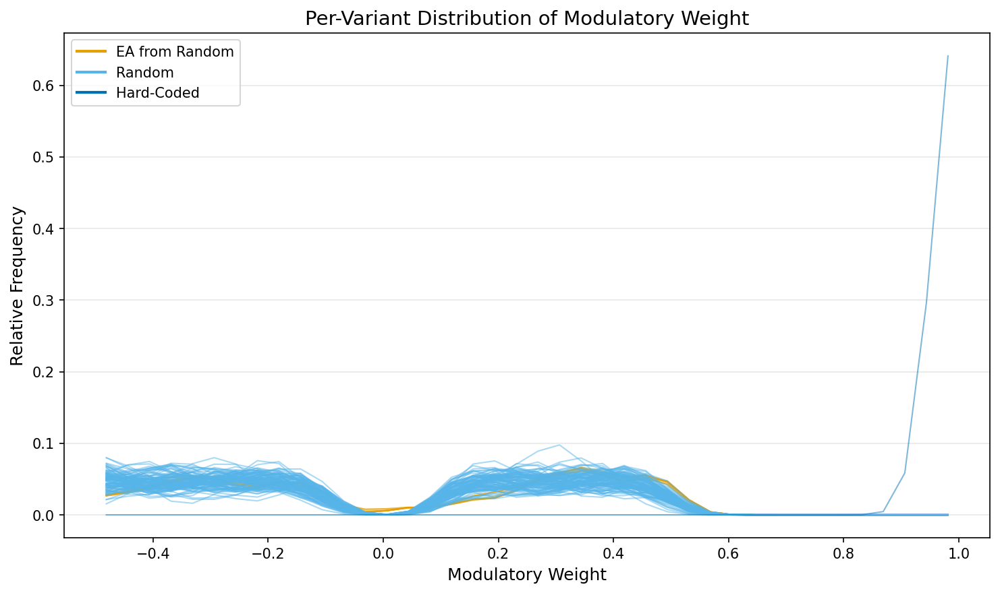 Per-Variant Distribution of Modulatory Weight
EA from Random
Random
Hard-Coded
Relative Frequency
0.6
0.5
0.4
0.3
0.2
0.1
0.0
−0.4 −0.2 0.0 0.2 0.4 0.6 0.8 1.0
Modulatory Weight